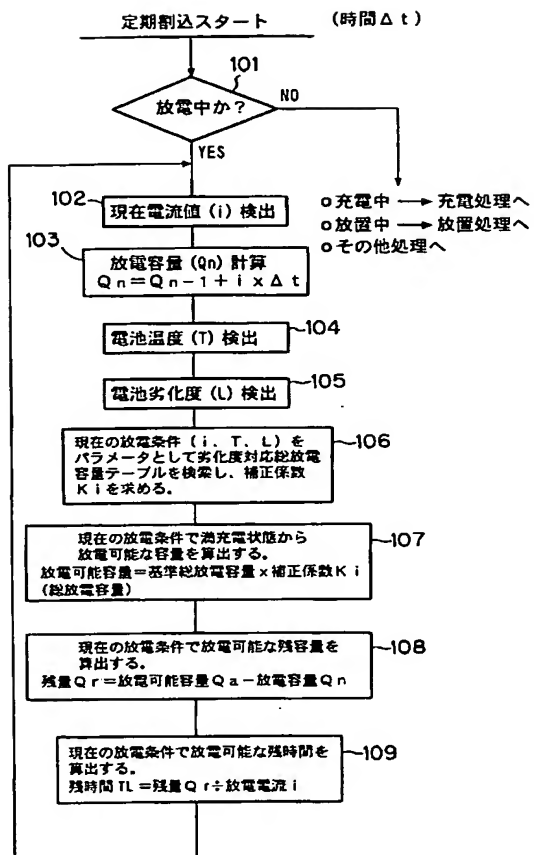 定期割込スタート (時間Δt)
101
放電中か?
NO
YES
102
現在電流値(i)検出
○充電中 → 充電処理へ
○放置中 → 放置処理へ
○その他処理へ
103
放電容量(Qn)計算
Qn=Qn-1+i×Δt
104
電池温度(T)検出
105
電池劣化度(L)検出
106
現在の放電条件(i、T、L)を
パラメータとして劣化度対応総放電
容量テーブルを検索し、補正係数
Kiを求める。
107
現在の放電条件で満充電状態から
放電可能な容量を算出する。
放電可能容量=基準総放電容量×補正係数Ki
(総放電容量)
108
現在の放電条件で放電可能な残容量を
算出する。
残量Qr=放電可能容量Qa-放電容量Qn
109
現在の放電条件で放電可能な残時間を
算出する。
残時間TL=残量Qr÷放電電流i